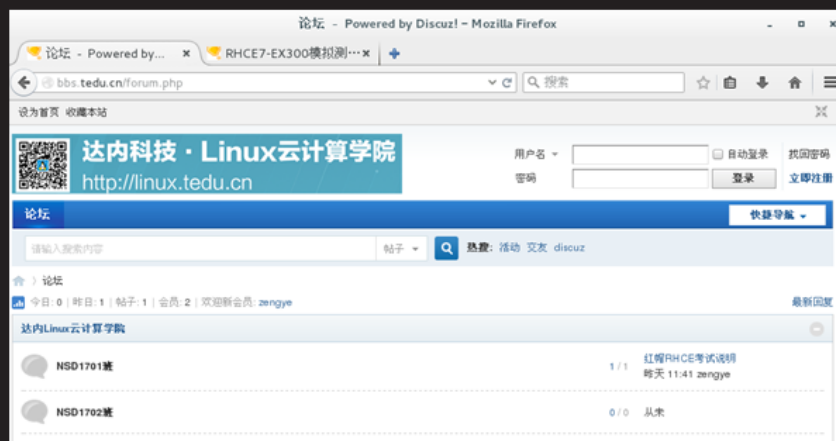 论坛 - Powered by Discuz! - Mozilla Firefox
论坛 - Powered by... × RHCE7-EX300模拟测···×
bbs.tedu.cn/forum.php 搜索
设为首页 收藏本站
达内科技·Linux云计算学院
http://linux.tedu.cn
用户名 自动登录 找回密码
密码 登录 立即注册
论坛 快捷导航
请输入搜索内容 帖子 热搜: 活动 交友 discuz
论坛
今日: 0 | 昨日: 1 | 帖子: 1 | 会员: 2 | 欢迎新会员: zengye 最新回复
达内Linux云计算学院
NSD1701班 1 / 1 红帽RHCE考试说明
昨天 11:41 zengye
NSD1702班 0 / 0 从未